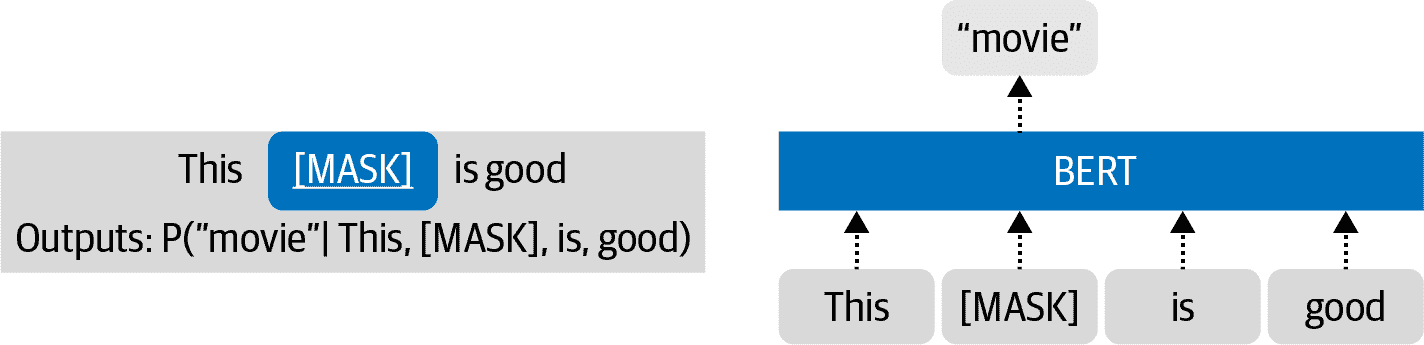 This [MASK] is good
Outputs: P(”movie”| This, [MASK], is, good)
“movie”
BERT
This [MASK] is good